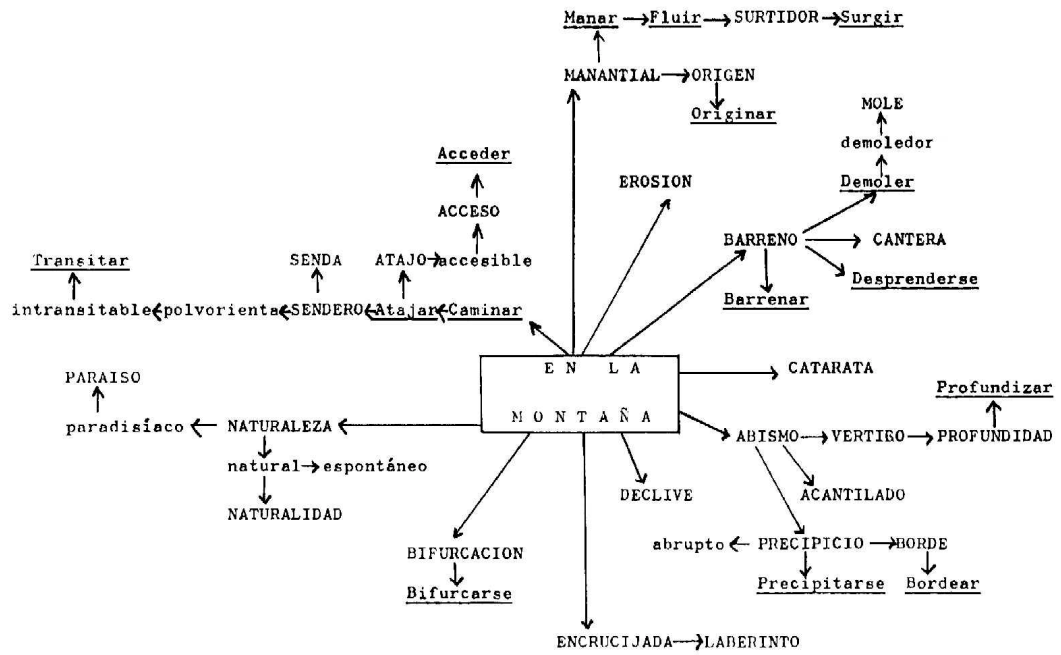 Manar → Fluir → SURTIDOR → Surgir
MANANTIAL → ORIGEN
Originar
MOLE
demoledor
Demoler
Acceder
EROSION
ACCESO
BARRENO → CANTERA
Transitar
SENDA
ATAJO → accesible
Desprenderse
Barrenar
intransitable ← polvorienta ← SENDERO ← Atajar ← Caminar
EN LA
MONTAÑA
CATARATA
PARAISO
Profundizar
paradisíaco ← NATURALEZA
ABISMO → VERTIGO → PROFUNDIDAD
natural → espontáneo
DECLIVE
ACANTILADO
NATURALIDAD
BIFURCACION
abrupto ← PRECIPICIO → BORDE
Bifurcarse
Precipitarse
Bordear
ENCRUCIJADA → LABERINTO